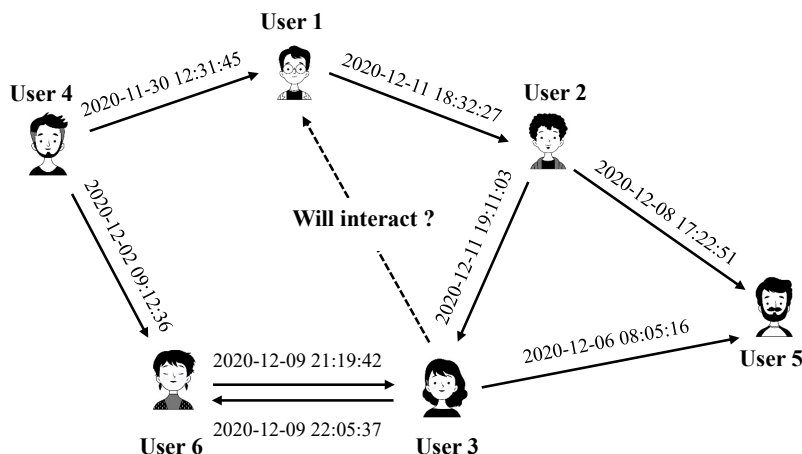 User 1
User 4
2020-11-30 12:31:45
2020-12-11 18:32:27
User 2
2020-12-02 09:12:36
Will interact ?
2020-12-11 19:11:03
2020-12-08 17:22:51
2020-12-09 21:19:42
2020-12-06 08:05:16
User 5
2020-12-09 22:05:37
User 6
User 3